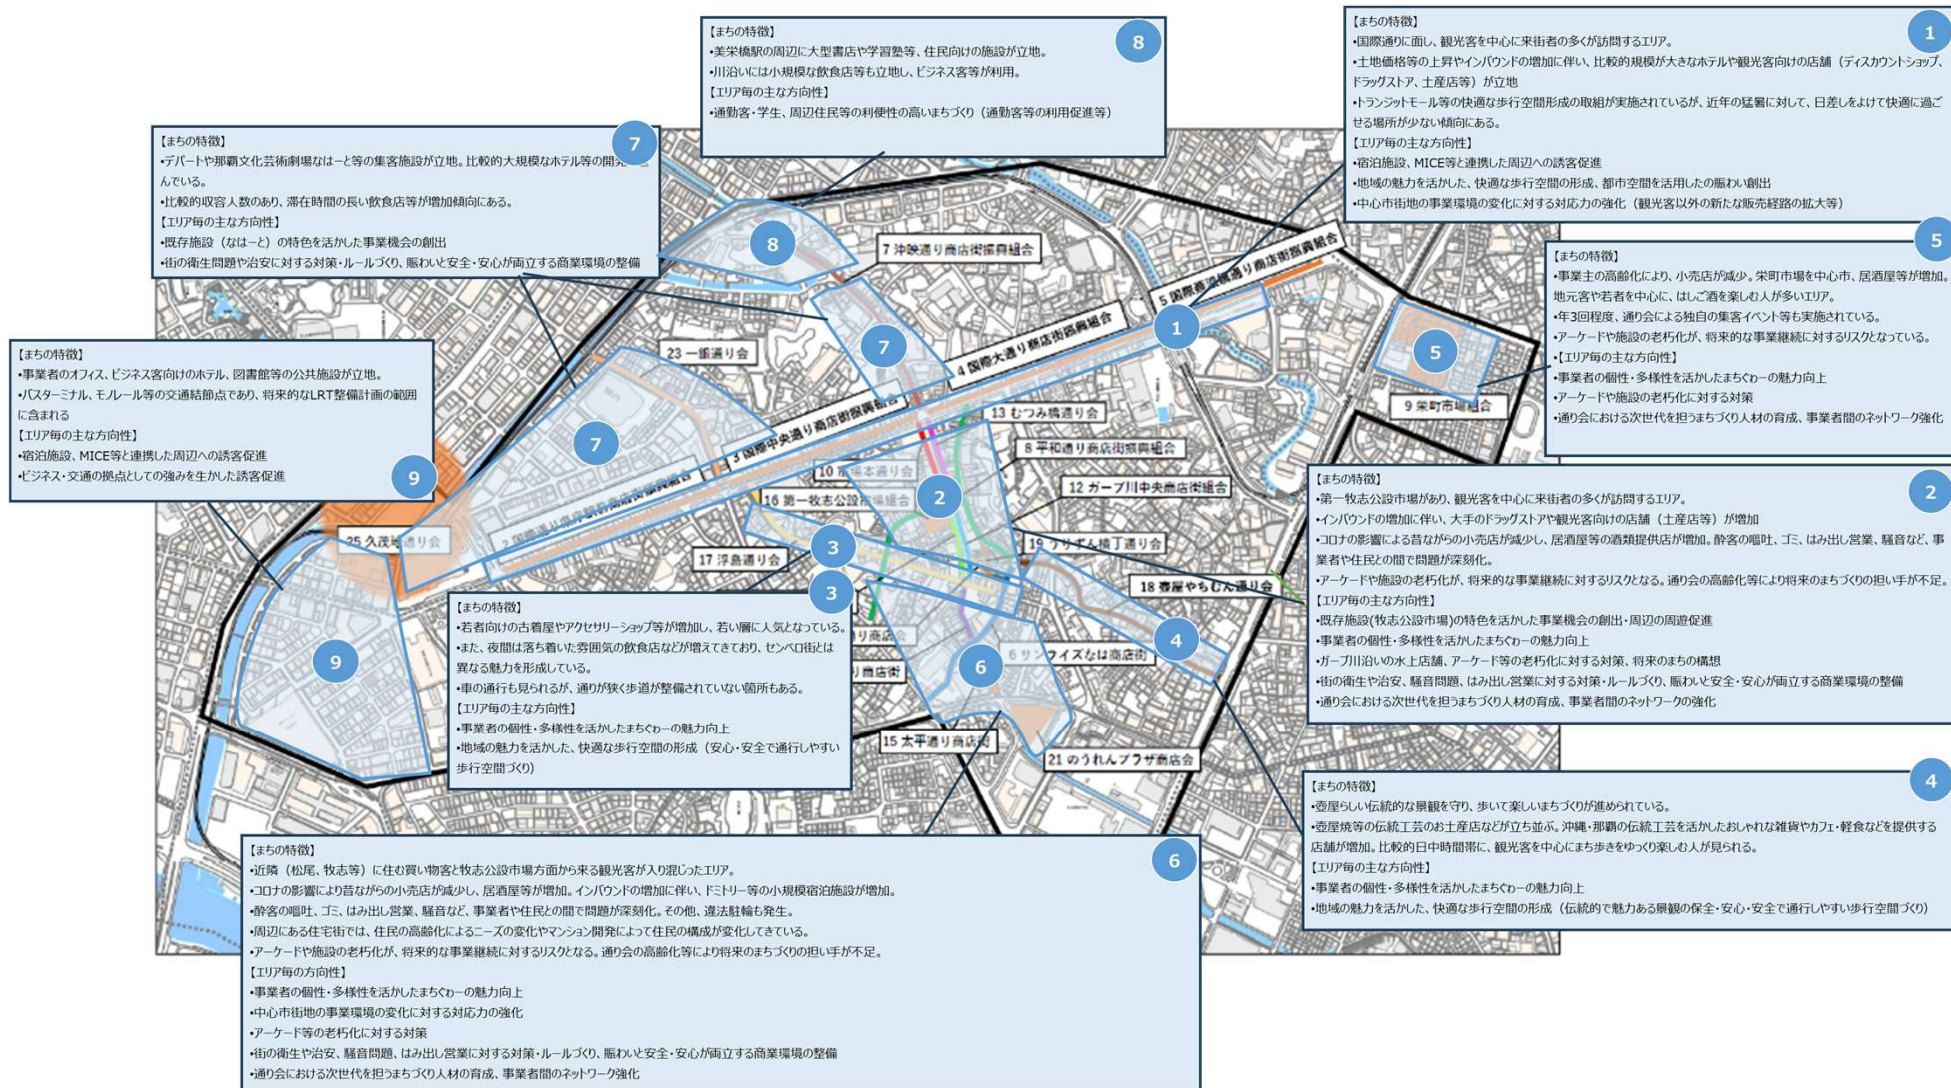 【まちの特徴】
•美栄橋駅の周辺に大型書店や学習塾等、住民向けの施設が立地。
•川沿いには小規模な飲食店等も立地し、ビジネス客等が利用。
【エリア毎の主な方向性】
•通勤客・学生、周辺住民等の利便性の高いまちづくり（通勤客等の利用促進等）
8
【まちの特徴】
•国際通りに面し、観光客を中心に来街者の多くが訪問するエリア。
•土地価格等の上昇やインバウンドの増加に伴い、比較的規模が大きなホテルや観光客向けの店舗（ディスカウントショップ、
ドラッグストア、土産店等）が立地
•トランジットモール等の快適な歩行空間形成の取組が実施されているが、近年の猛暑に対して、日差しをよけて快適に過ご
せる場所が少ない傾向にある。
【エリア毎の主な方向性】
•宿泊施設、MICE等と連携した周辺への誘客促進
•地域の魅力を活かした、快適な歩行空間の形成、都市空間を活用したの賑わい創出
•中心市街地の事業環境の変化に対する対応力の強化（観光客以外の新たな販売経路の拡大等）
1
【まちの特徴】
•デパートや那覇文化芸術劇場なはーと等の集客施設が立地。比較的大規模なホテル等の開発
んでいる。
•比較的収容人数のあり、滞在時間の長い飲食店等が増加傾向にある。
【エリア毎の主な方向性】
•既存施設（なはーと）の特色を活かした事業機会の創出
•街の衛生問題や治安に対する対策・ルールづくり、賑わいと安全・安心が両立する商業環境の整備
7
【まちの特徴】
•事業主の高齢化により、小売店が減少。栄町市場を中心市、居酒屋等が増加。
地元客や若者を中心に、はしご酒を楽しむ人が多いエリア。
•年3回程度、通り会による独自の集客イベント等も実施されている。
•アーケードや施設の老朽化が、将来的な事業継続に対するリスクとなっている。
•【エリア毎の主な方向性】
•事業者の個性・多様性を活かしたまちぐゎーの魅力向上
•アーケードや施設の老朽化に対する対策
•通り会における次世代を担うまちづくり人材の育成、事業者間のネットワーク強化
5
【まちの特徴】
•事業者のオフィス、ビジネス客向けのホテル、図書館等の公共施設が立地。
•バスターミナル、モノレール等の交通結節点であり、将来的なLRT整備計画の範囲
に含まれる
【エリア毎の主な方向性】
•宿泊施設、MICE等と連携した周辺への誘客促進
•ビジネス・交通の拠点としての強みを生かした誘客促進
9
8
7 沖映通り商店街振興組合
5 国際蔡温橋通り商店街振興組合
1
7
4 国際大通り商店街振興組合
23 一銀通り会
5
9 栄町市場組合
3 国際中央通り商店街振興組合
7
13 むつみ橋通り会
8 平和通り商店街振興組合
10 市場本通り会
2
12 ガーブ川中央商店街組合
16 第一牧志公設市場組合
2 国際通り県庁駅前商店街振興組合
25 久茂地通り会
17 浮島通り会
3
19 うりずん横丁通り会
18 壺屋やちむん通り会
3
4
6 サンライズなは商店街
り商店会
り商店街
6
9
15 太平通り商店街
21 のうれんプラザ商店会
【まちの特徴】
•第一牧志公設市場があり、観光客を中心に来街者の多くが訪問するエリア。
•インバウンドの増加に伴い、大手のドラッグストアや観光客向けの店舗（土産店等）が増加
•コロナの影響による昔ながらの小売店が減少し、居酒屋等の酒類提供店が増加。酔客の嘔吐、ゴミ、はみ出し営業、騒音など、事
業者や住民との間で問題が深刻化。
•アーケードや施設の老朽化が、将来的な事業継続に対するリスクとなる。通り会の高齢化等により将来のまちづくりの担い手が不足。
【エリア毎の主な方向性】
•既存施設(牧志公設市場)の特色を活かした事業機会の創出・周辺の周遊促進
•事業者の個性・多様性を活かしたまちぐゎーの魅力向上
•ガーブ川沿いの水上店舗、アーケード等の老朽化に対する対策、将来のまちの構想
•街の衛生や治安、騒音問題、はみ出し営業に対する対策・ルールづくり、賑わいと安全・安心が両立する商業環境の整備
•通り会における次世代を担うまちづくり人材の育成、事業者間のネットワークの強化
2
【まちの特徴】
•若者向けの古着屋やアクセサリーショップ等が増加し、若い層に人気となっている。
•また、夜間は落ち着いた雰囲気の飲食店などが増えてきており、センベロ街とは
異なる魅力を形成している。
•車の通行も見られるが、通りが狭く歩道が整備されていない箇所もある。
【エリア毎の主な方向性】
•事業者の個性・多様性を活かしたまちぐゎーの魅力向上
•地域の魅力を活かした、快適な歩行空間の形成（安心・安全で通行しやすい
歩行空間づくり）
【まちの特徴】
•壺屋らしい伝統的な景観を守り、歩いて楽しいまちづくりが進められている。
•壺屋焼等の伝統工芸のお土産店などが立ち並ぶ。沖縄・那覇の伝統工芸を活かしたおしゃれな雑貨やカフェ・軽食などを提供する
店舗が増加。比較的日中時間帯に、観光客を中心にまち歩きをゆっくり楽しむ人が見られる。
【エリア毎の主な方向性】
•事業者の個性・多様性を活かしたまちぐゎーの魅力向上
•地域の魅力を活かした、快適な歩行空間の形成（伝統的で魅力ある景観の保全・安心・安全で通行しやすい歩行空間づくり）
4
【まちの特徴】
•近隣（松尾、牧志等）に住む買い物客と牧志公設市場方面から来る観光客が入り混じったエリア。
•コロナの影響により昔ながらの小売店が減少し、居酒屋等が増加。インバウンドの増加に伴い、ドミトリー等の小規模宿泊施設が増加。
•酔客の嘔吐、ゴミ、はみ出し営業、騒音など、事業者や住民との間で問題が深刻化。その他、違法駐輪も発生。
•周辺にある住宅街では、住民の高齢化によるニーズの変化やマンション開発によって住民の構成が変化してきている。
•アーケードや施設の老朽化が、将来的な事業継続に対するリスクとなる。通り会の高齢化等により将来のまちづくりの担い手が不足。
【エリア毎の方向性】
•事業者の個性・多様性を活かしたまちぐゎーの魅力向上
•中心市街地の事業環境の変化に対する対応力の強化
•アーケード等の老朽化に対する対策
•街の衛生や治安、騒音問題、はみ出し営業に対する対策・ルールづくり、賑わいと安全・安心が両立する商業環境の整備
•通り会における次世代を担うまちづくり人材の育成、事業者間のネットワーク強化
6